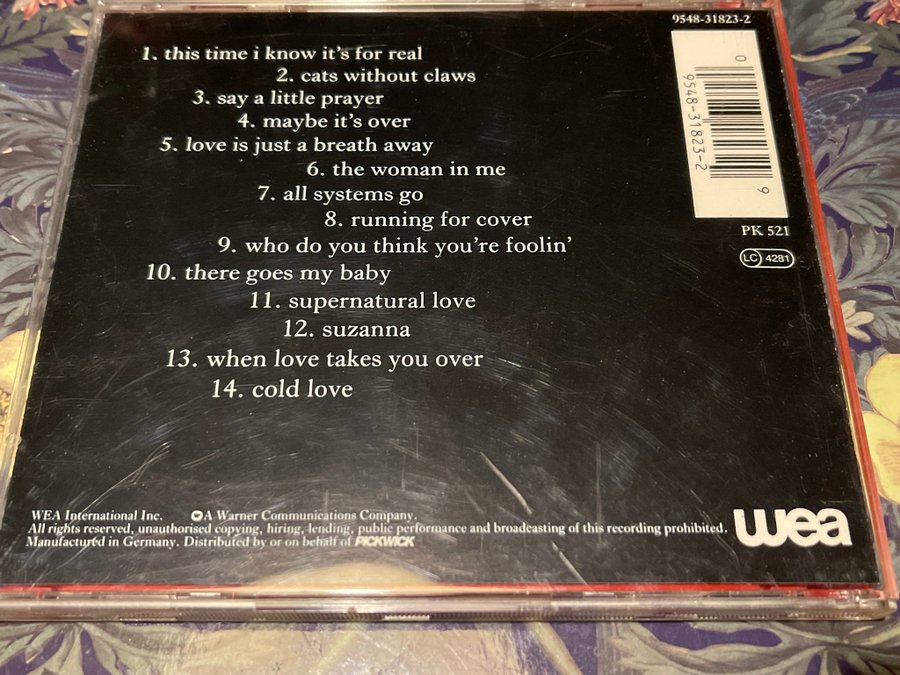 9548-31823-2
1. this time i know it's for real
2. cats without claws
3. say a little prayer
4. maybe it's over
5. love is just a breath away
6. the woman in me
7. all systems go
8. running for cover
9. who do you think you're foolin'
10. there goes my baby
11. supernatural love
12. suzanna
13. when love takes you over
14. cold love
0
9548-31823-2
9
PK 521
LC 4281
WEA International Inc. A Warner Communications Company.
All rights reserved, unauthorised copying, hiring, lending, public performance and broadcasting of this recording prohibited.
Manufactured in Germany. Distributed by or on behalf of PICKWICK
wea